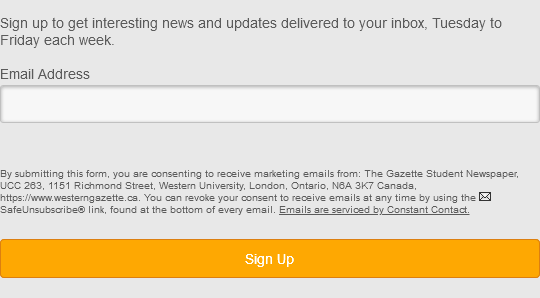 Sign up to get interesting news and updates delivered to your inbox, Tuesday to
Friday each week.
Email Address
By submitting this form, you are consenting to receive marketing emails from: The Gazette Student Newspaper,
UCC 263, 1151 Richmond Street, Western University, London, Ontario, N6A 3K7 Canada,
https://www.westerngazette.ca. You can revoke your consent to receive emails at any time by using the
SafeUnsubscribe® link, found at the bottom of every email. Emails are serviced by Constant Contact.
Sign Up